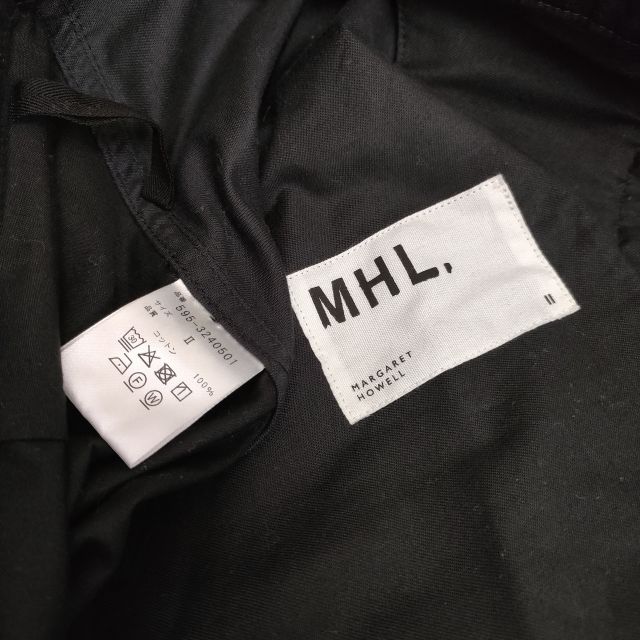 MHL,
II
MARGARET
HOWELL
品番 595-3240501
サイズ II
品質 コットン 100%
30
F
W